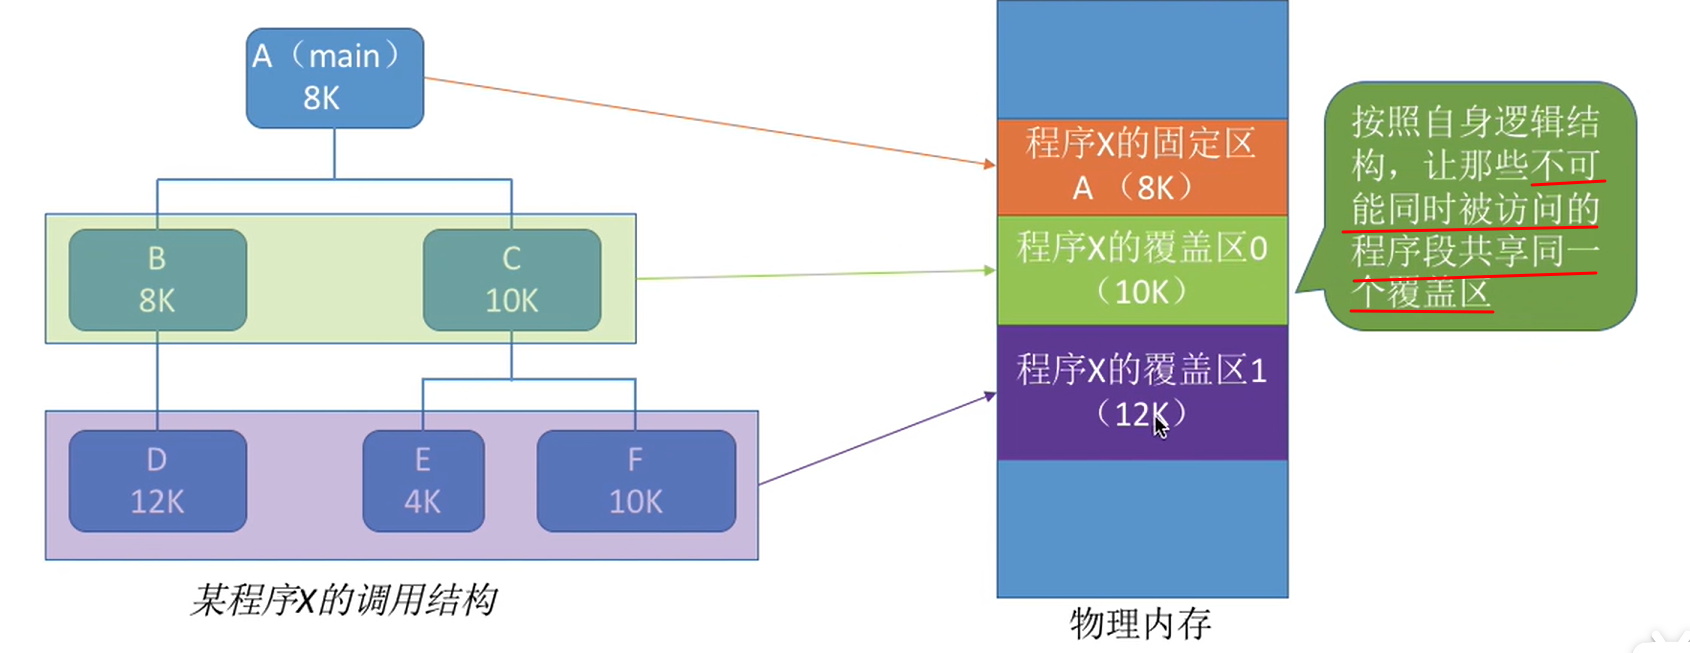 A（main）
8K
B
8K
C
10K
D
12K
E
4K
F
10K
某程序X的调用结构
程序X的固定区
A （8K）
程序X的覆盖区0
（10K）
程序X的覆盖区1
（12K）
物理内存
按照自身逻辑结
构，让那些不可
能同时被访问的
程序段共享同一
个覆盖区